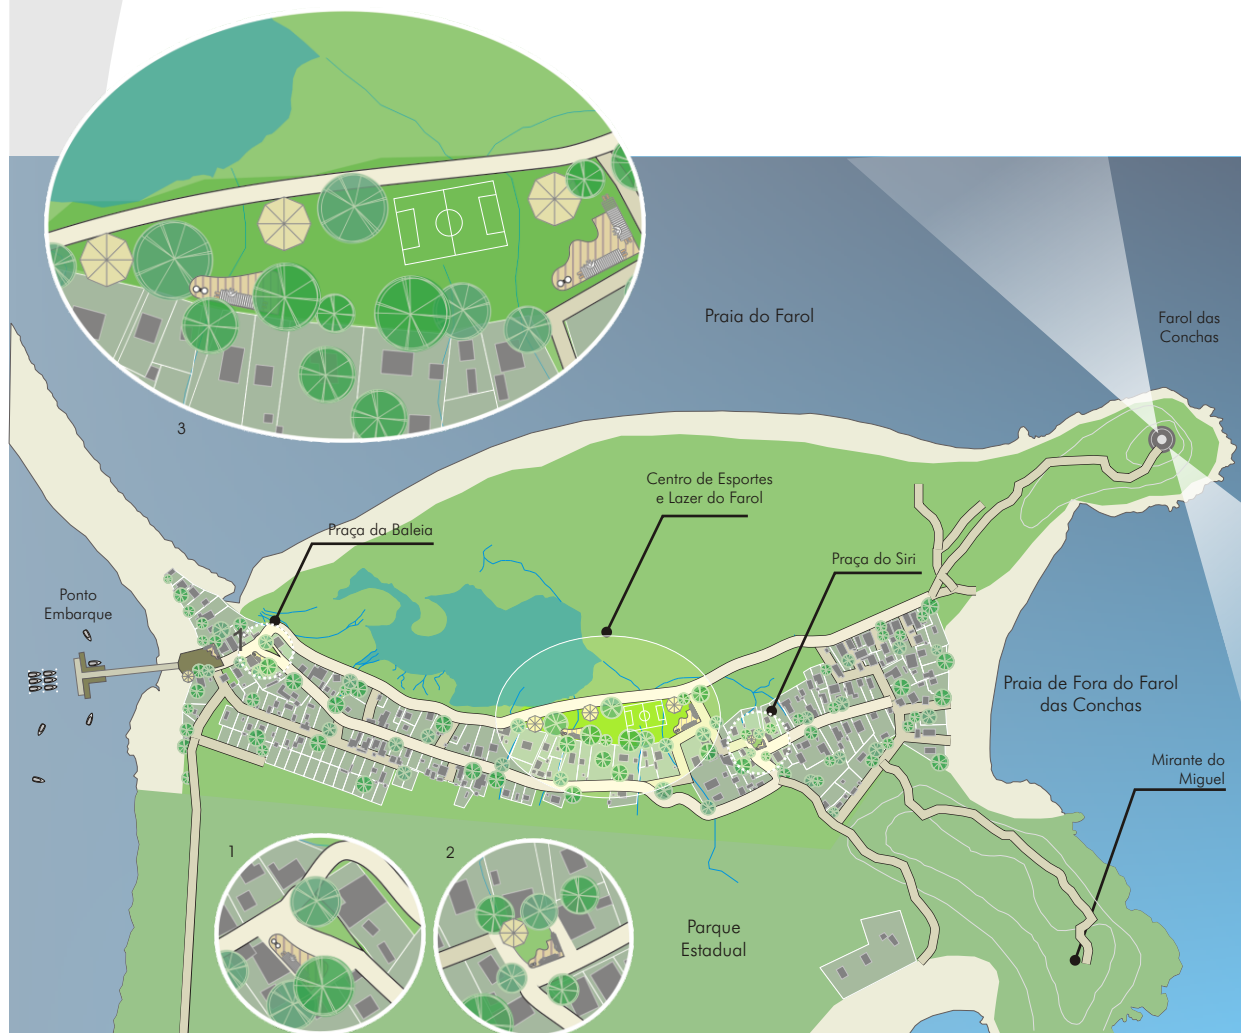 3
Praia do Farol
Farol das
Conchas
Centro de Esportes
e Lazer do Farol
Praça da Baleia
Praça do Siri
Ponto
Embarque
1
Praia de Fora do Farol
das Conchas
Mirante do
Miguel
1
2
Parque
Estadual